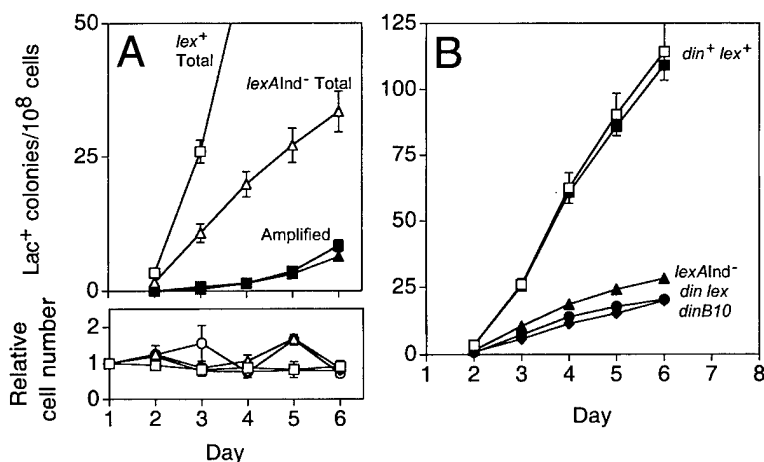 A
Lac⁺ colonies/10⁸ cells
50
25
0
lex⁺
Total
lexAInd⁻ Total
Amplified
Relative
cell number
2
1
0
1 2 3 4 5 6
Day
B
125
100
75
50
25
0
din⁺ lex⁺
lexAInd⁻
din lex
dinB10
1 2 3 4 5 6 7 8
Day